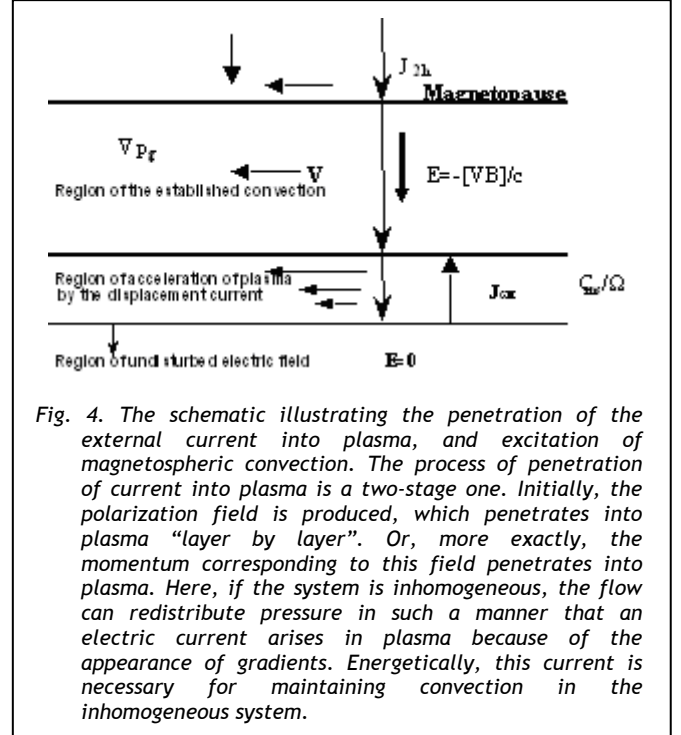 J 2h
Magnetopause
∇ Pg
V
E=-[VB]/c
Region of the established convection
Region of acceleration of plasma
by the displacement current
J
/Ω
Region of undisturbed electric field
E=0
Fig. 4. The schematic illustrating the penetration of the
external current into plasma, and excitation of
magnetospheric convection. The process of penetration
of current into plasma is a two-stage one. Initially, the
polarization field is produced, which penetrates into
plasma “layer by layer”. Or, more exactly, the
momentum corresponding to this field penetrates into
plasma. Here, if the system is inhomogeneous, the flow
can redistribute pressure in such a manner that an
electric current arises in plasma because of the
appearance of gradients. Energetically, this current is
necessary for maintaining convection in the
inhomogeneous system.